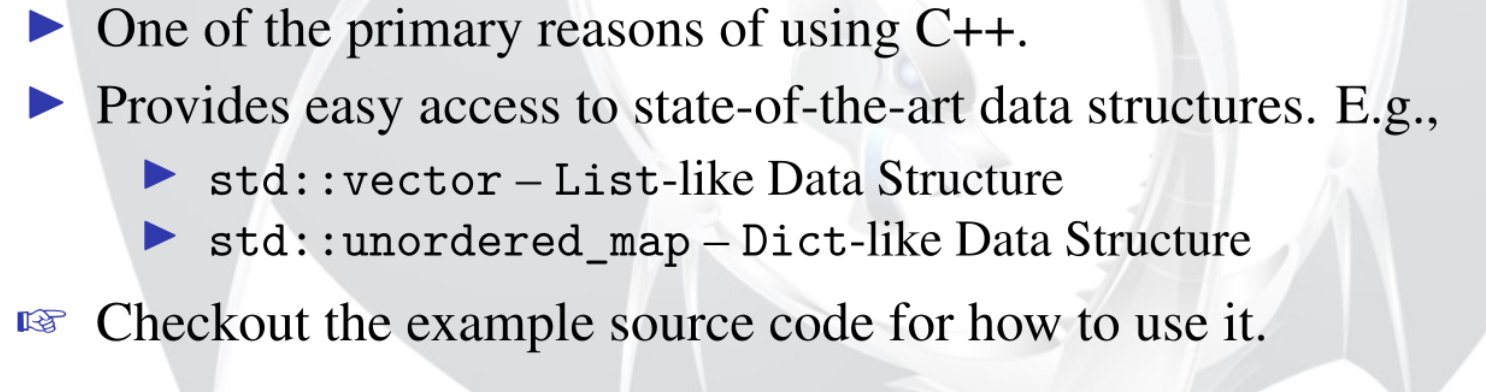 One of the primary reasons of using C++.
Provides easy access to state-of-the-art data structures. E.g.,
std::vector – List-like Data Structure
std::unordered_map – Dict-like Data Structure
Checkout the example source code for how to use it.